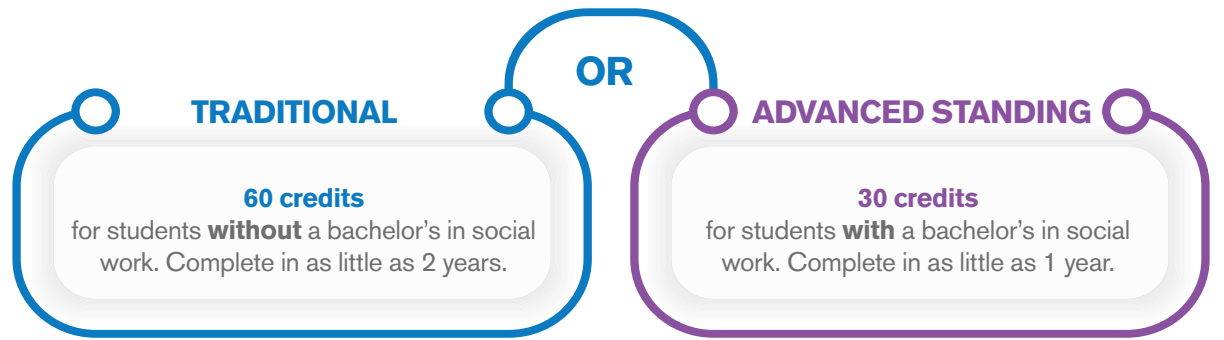 OR
TRADITIONAL
60 credits
for students without a bachelor’s in social
work. Complete in as little as 2 years.
ADVANCED STANDING
30 credits
for students with a bachelor’s in social
work. Complete in as little as 1 year.